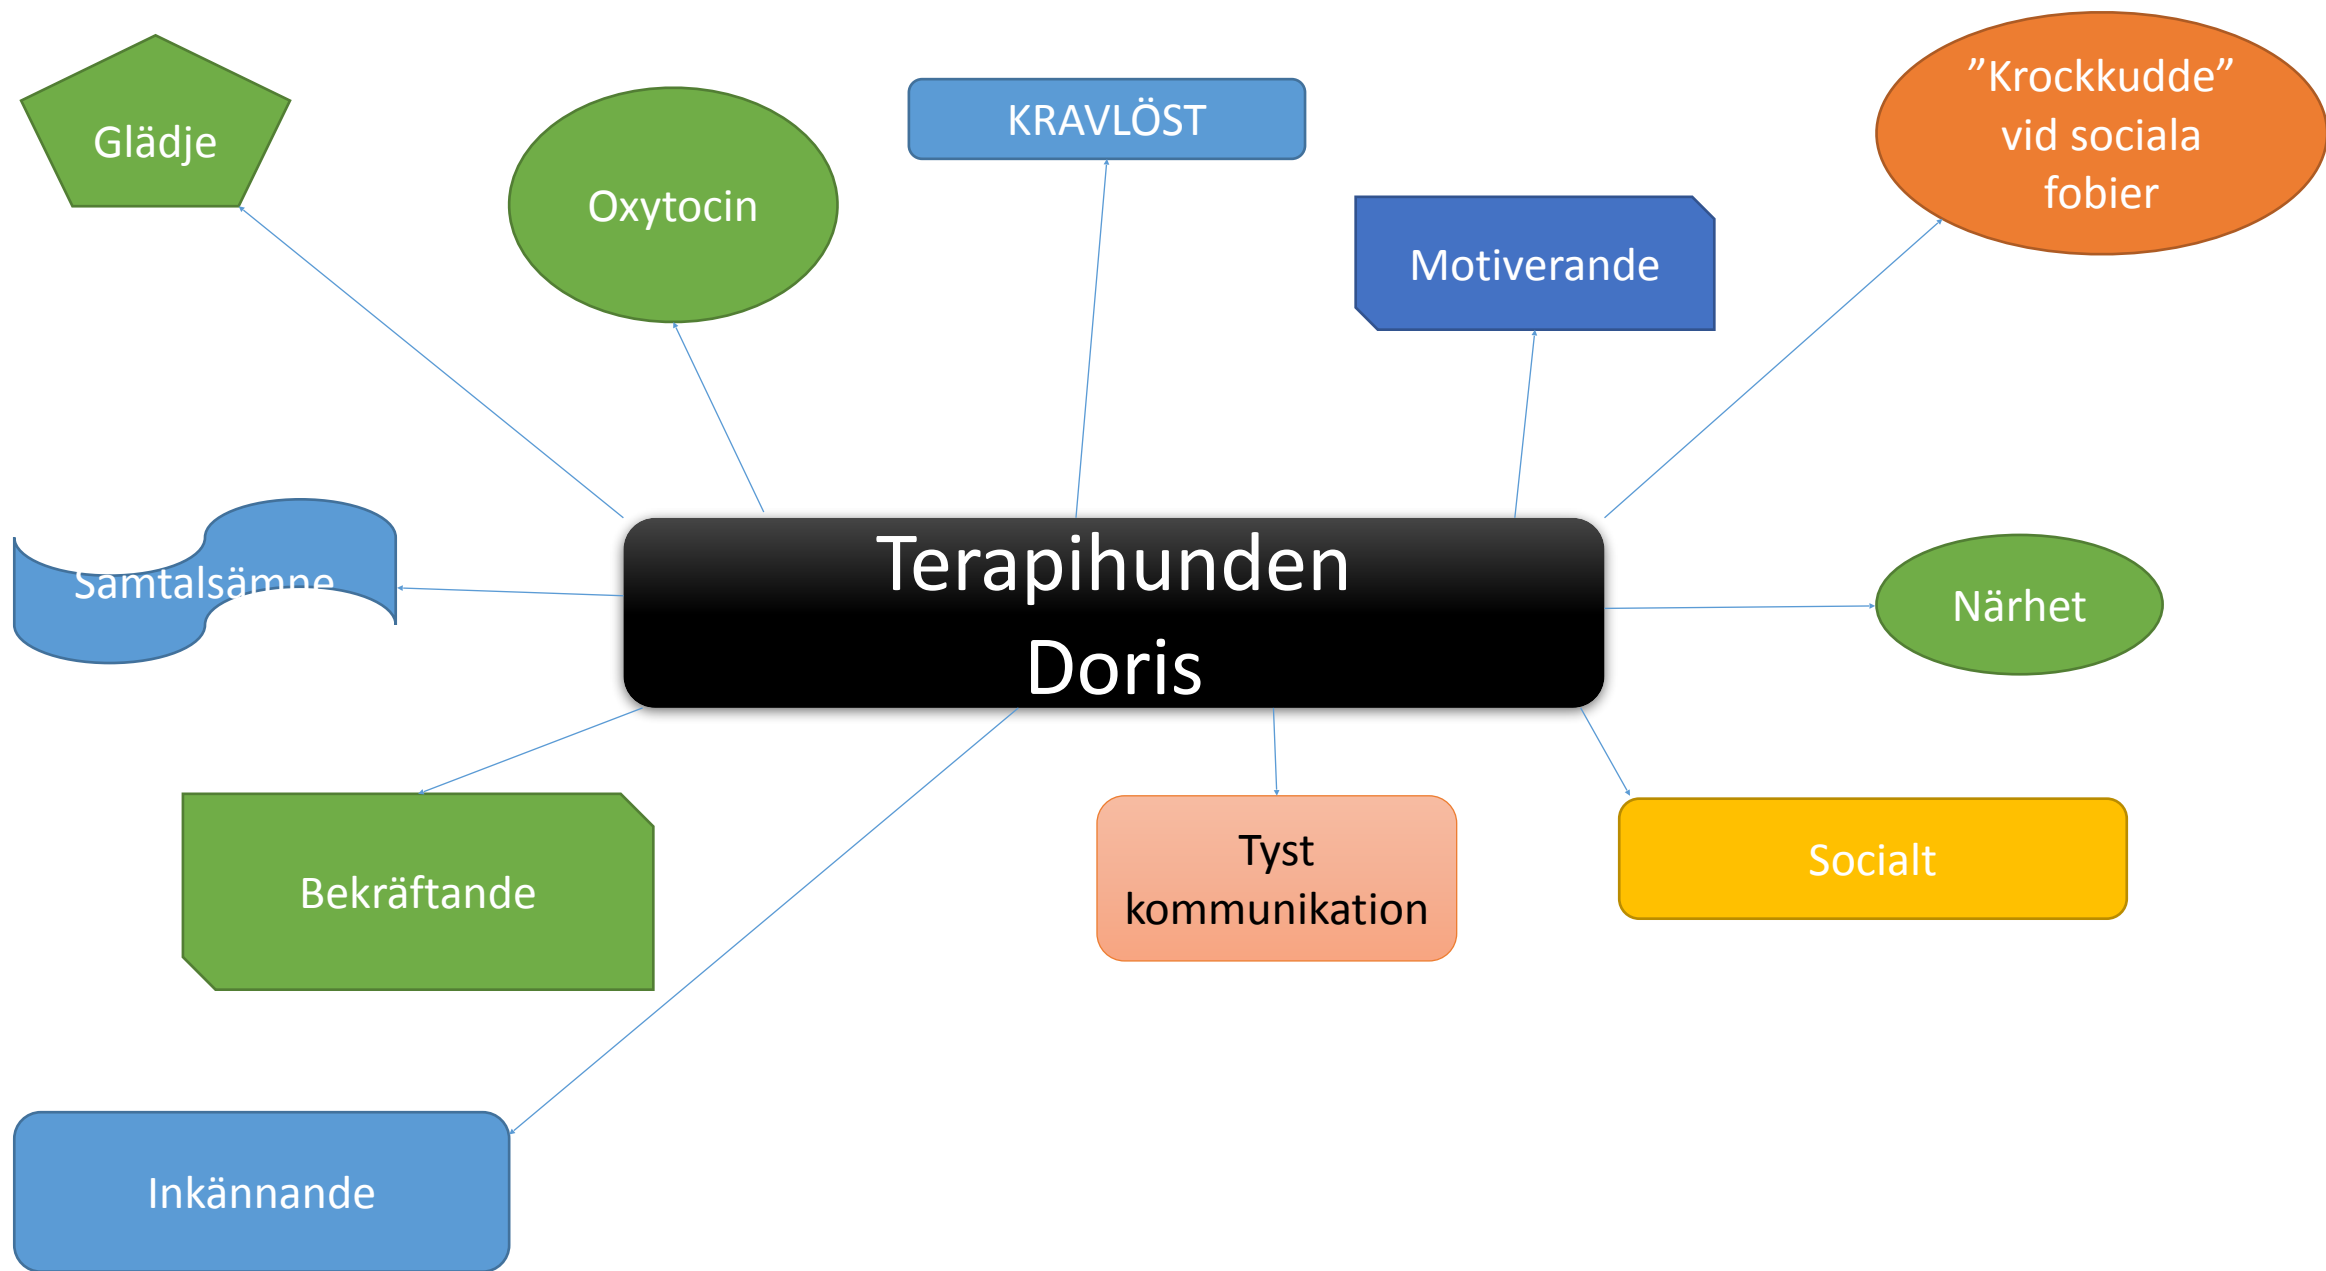 Glädje
Oxytocin
KRAVLÖST
Motiverande
”Krockkudde”
vid sociala
fobier
Samtalsämne
Terapihunden
Doris
Närhet
Bekräftande
Tyst
kommunikation
Socialt
Inkännande